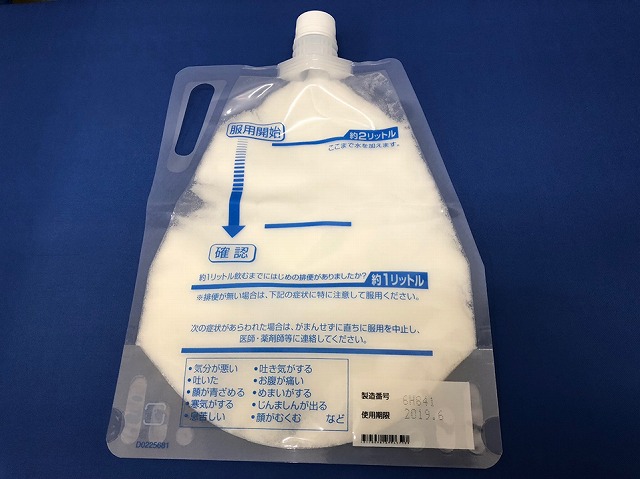 服用開始
約2リットル
ここまで水を加えます。
確認
約1リットル飲むまでにはじめの排便がありましたか?
約1リットル
※排便が無い場合は、下記の症状に特に注意して服用ください。
次の症状があらわれた場合は、がまんせずに直ちに服用を中止し、
医師・薬剤師等に連絡してください。
・気分が悪い ・吐き気がする
・吐いた ・お腹が痛い
・顔が青ざめる ・めまいがする
・寒気がする ・じんましんが出る
・息苦しい ・顔がむくむ など
製造番号 6H841
使用期限 2019.6
D0225681